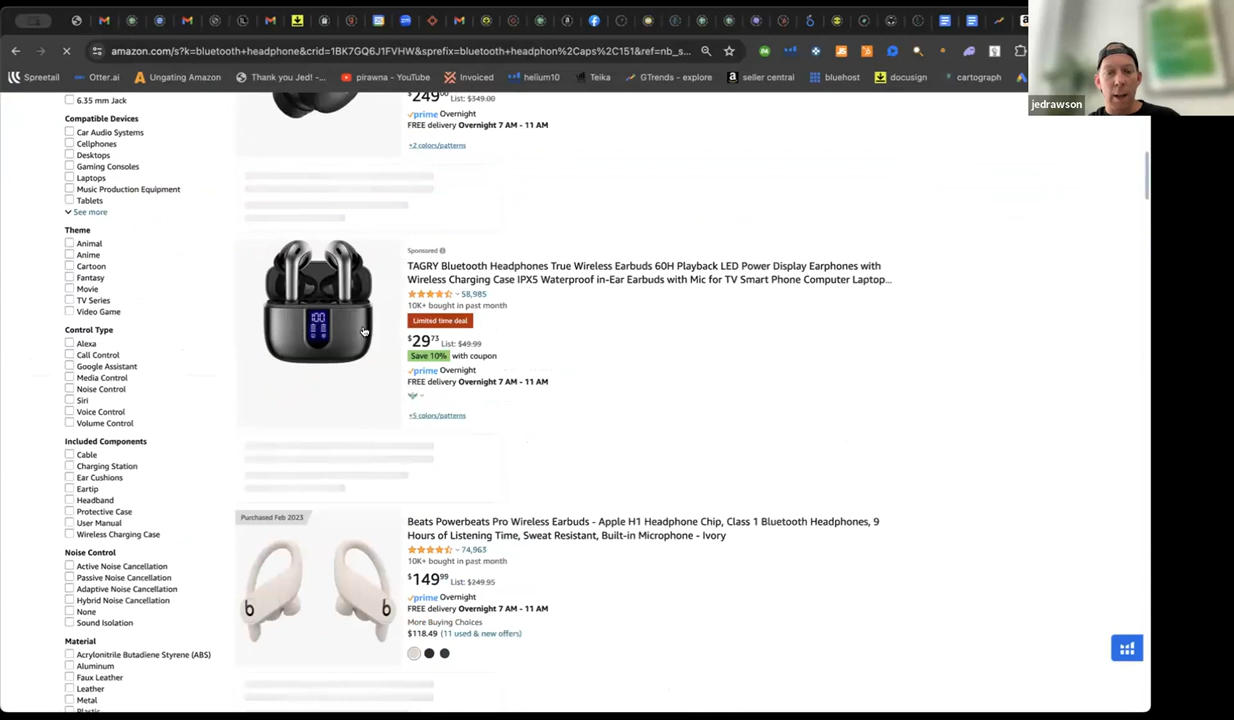 amazon.com/s?k=bluetooth+headphone&crid=1BK7GQ6J1FVHW&sprefix=bluetooth+headphon%2Caps%2C151&ref=nb_s...
Spreetail
Otter.ai
Ungating Amazon
Thank you Jed! -...
pirawna - YouTube
Invoiced
helium10
Teika
GTrends - explore
seller central
bluehost
docusign
cartograph
jedrawson
6.35 mm Jack
Compatible Devices
Car Audio Systems
Cellphones
Desktops
Gaming Consoles
Laptops
Music Production Equipment
Tablets
See more
Theme
Animal
Anime
Cartoon
Fantasy
Movie
TV Series
Video Game
Control Type
Alexa
Call Control
Google Assistant
Media Control
Noise Control
Siri
Voice Control
Volume Control
Included Components
Cable
Charging Station
Ear Cushions
Eartip
Headband
Protective Case
User Manual
Wireless Charging Case
Noise Control
Active Noise Cancellation
Passive Noise Cancellation
Adaptive Noise Cancellation
Hybrid Noise Cancellation
None
Sound Isolation
Material
Acrylonitrile Butadiene Styrene (ABS)
Aluminum
Faux Leather
Leather
Metal
Plastic
$249 List: $349.00
prime Overnight
FREE delivery Overnight 7 AM - 11 AM
+2 colors/patterns
Sponsored
TAGRY Bluetooth Headphones True Wireless Earbuds 60H Playback LED Power Display Earphones with
Wireless Charging Case IPX5 Waterproof in-Ear Earbuds with Mic for TV Smart Phone Computer Laptop...
58,985
10K+ bought in past month
Limited time deal
$29.73 List: $49.99
Save 10% with coupon
prime Overnight
FREE delivery Overnight 7 AM - 11 AM
+5 colors/patterns
100
Purchased Feb 2023
Beats Powerbeats Pro Wireless Earbuds - Apple H1 Headphone Chip, Class 1 Bluetooth Headphones, 9
Hours of Listening Time, Sweat Resistant, Built-in Microphone - Ivory
74,963
10K+ bought in past month
$149.99 List: $249.95
prime Overnight
FREE delivery Overnight 7 AM - 11 AM
More Buying Choices
$118.49 (11 used & new offers)